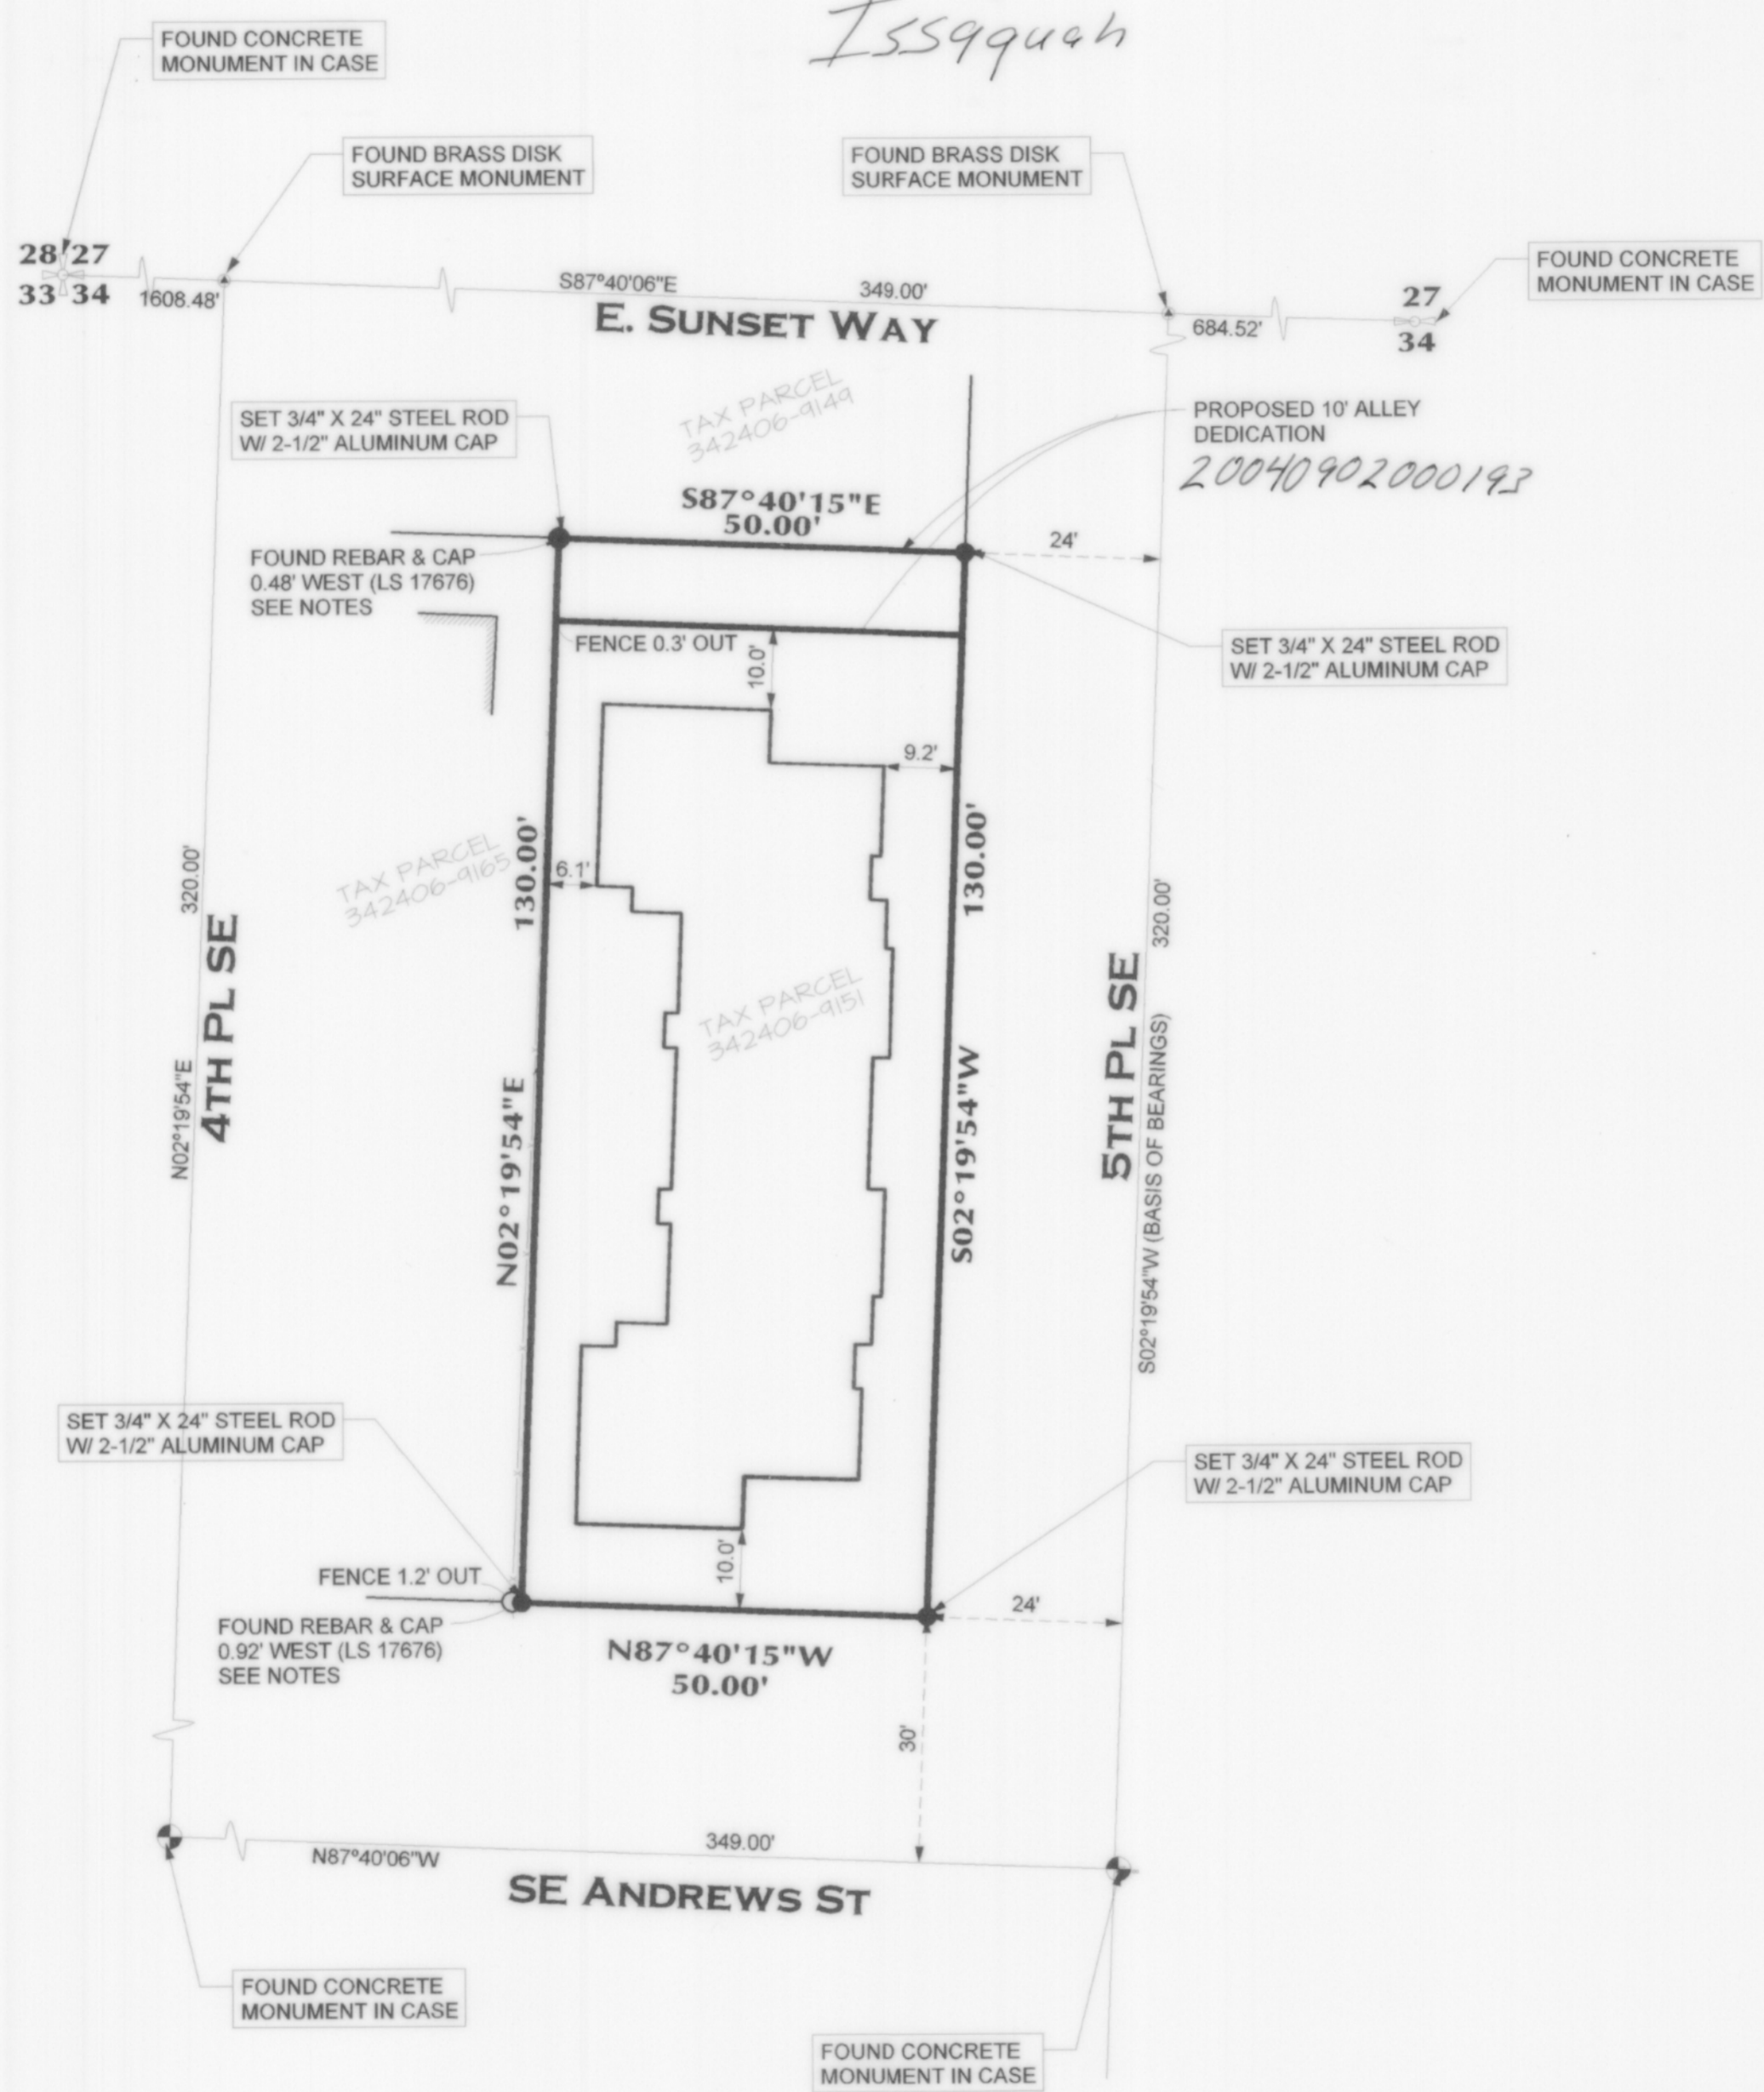 Issaquah
FOUND CONCRETE
MONUMENT IN CASE
FOUND BRASS DISK
SURFACE MONUMENT
FOUND BRASS DISK
SURFACE MONUMENT
FOUND CONCRETE
MONUMENT IN CASE
28 27
33 34
1608.48'
S87°40'06"E
349.00'
684.52'
27
34
E. SUNSET WAY
TAX PARCEL
342406-9149
SET 3/4" X 24" STEEL ROD
W/ 2-1/2" ALUMINUM CAP
PROPOSED 10' ALLEY
DEDICATION
20040902000193
S87°40'15"E
50.00'
24'
FOUND REBAR & CAP
0.48' WEST (LS 17676)
SEE NOTES
FENCE 0.3' OUT
10.0'
SET 3/4" X 24" STEEL ROD
W/ 2-1/2" ALUMINUM CAP
9.2'
6.1'
130.00'
130.00'
TAX PARCEL
342406-9165
320.00'
4TH PL SE
N02°19'54"E
TAX PARCEL
342406-9151
N02°19'54"E
S02°19'54"W
320.00'
5TH PL SE
S02°19'54"W (BASIS OF BEARINGS)
SET 3/4" X 24" STEEL ROD
W/ 2-1/2" ALUMINUM CAP
SET 3/4" X 24" STEEL ROD
W/ 2-1/2" ALUMINUM CAP
FENCE 1.2' OUT
10.0'
24'
FOUND REBAR & CAP
0.92' WEST (LS 17676)
SEE NOTES
N87°40'15"W
50.00'
30'
349.00'
N87°40'06"W
SE ANDREWS ST
FOUND CONCRETE
MONUMENT IN CASE
FOUND CONCRETE
MONUMENT IN CASE